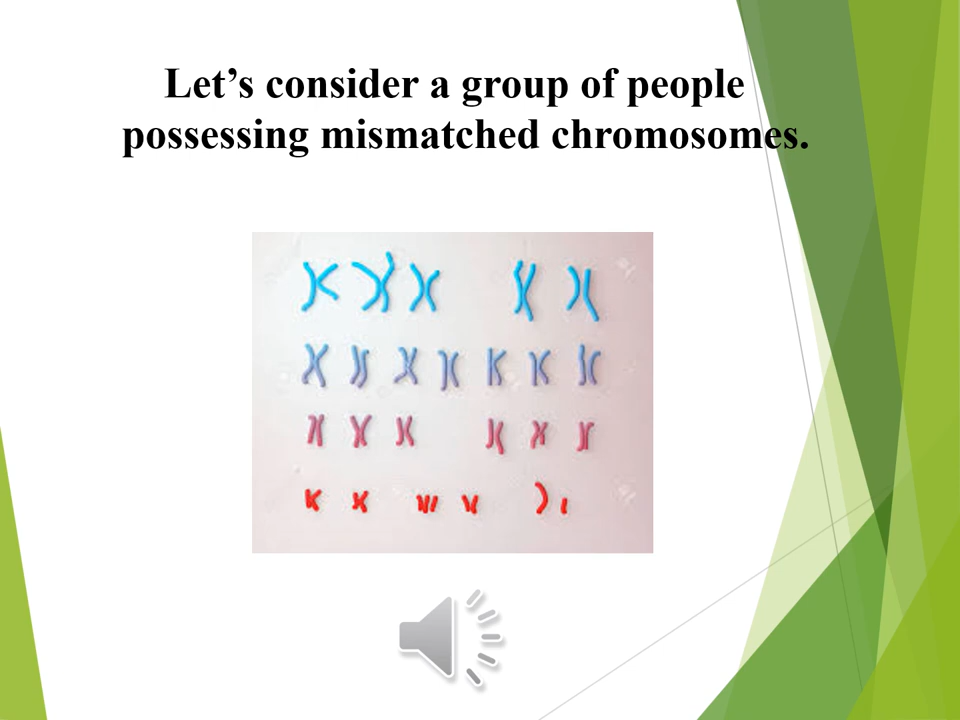 Let’s consider a group of people
possessing mismatched chromosomes.